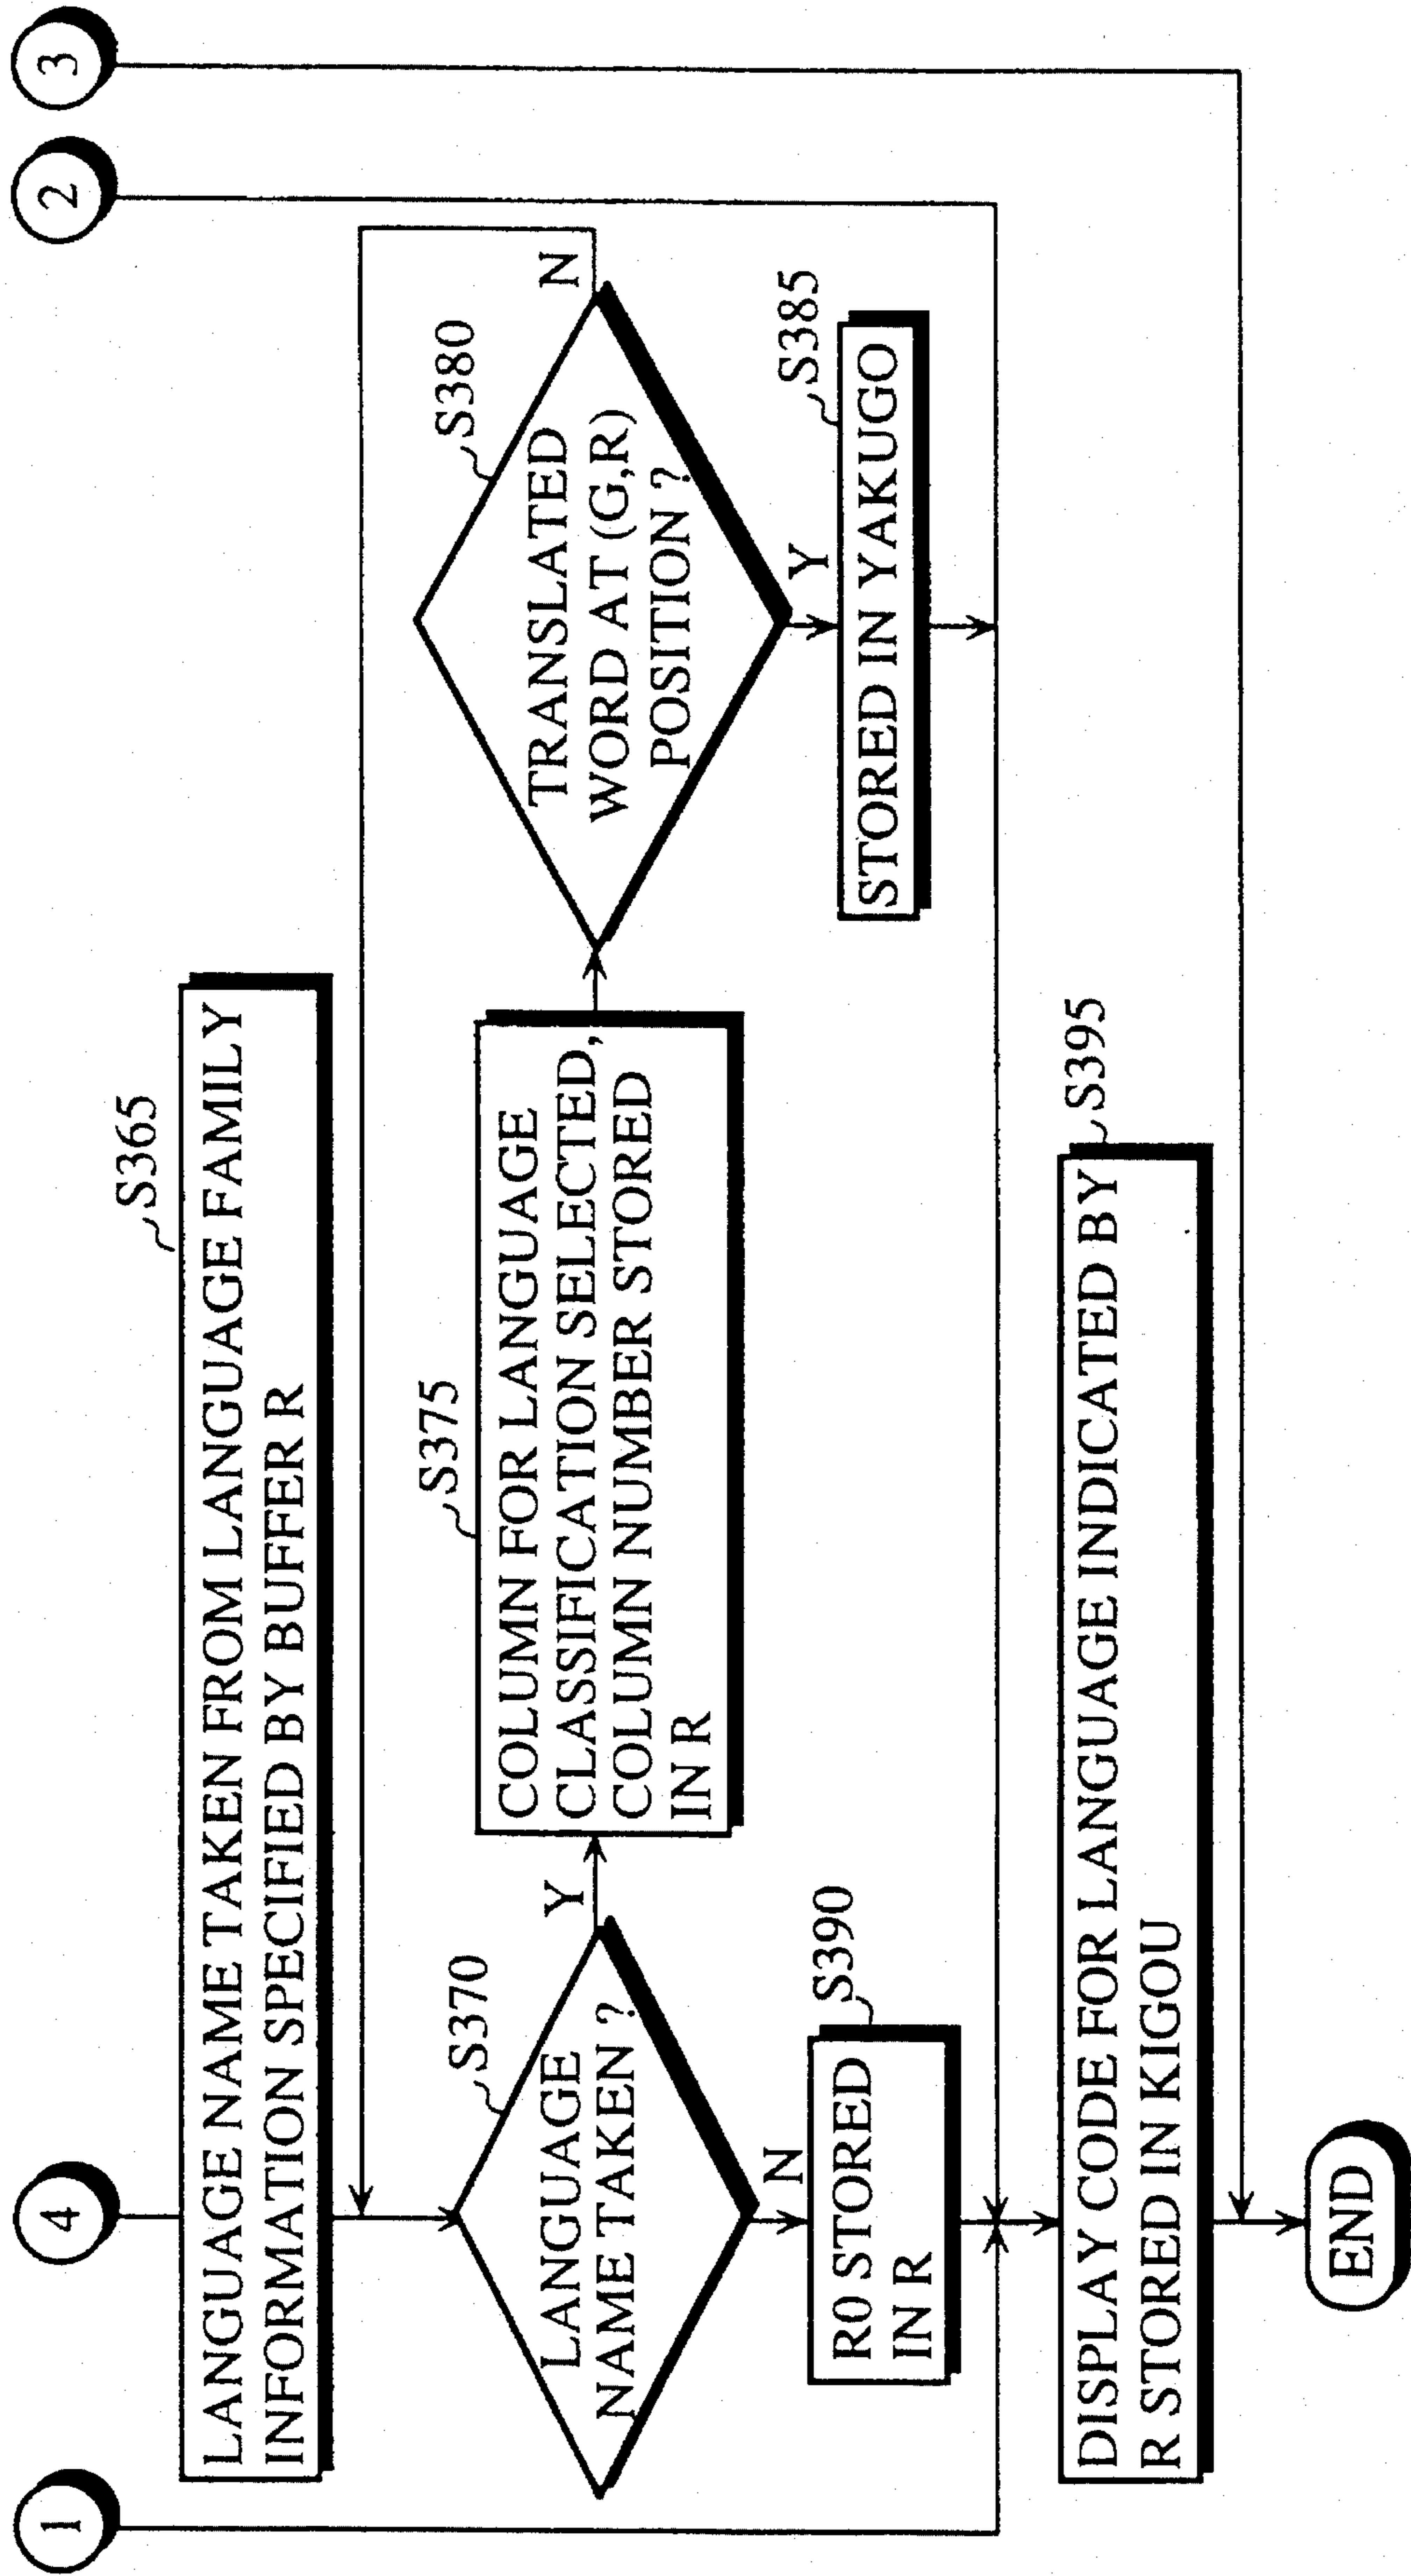 1
4
2
3
S365
LANGUAGE NAME TAKEN FROM LANGUAGE FAMILY
INFORMATION SPECIFIED BY BUFFER R
S370
LANGUAGE
NAME TAKEN ?
Y
N
S375
COLUMN FOR LANGUAGE
CLASSIFICATION SELECTED,
COLUMN NUMBER STORED
IN R
S380
TRANSLATED
WORD AT (G,R)
POSITION ?
N
Y
S385
STORED IN YAKUGO
S390
R0 STORED
IN R
S395
DISPLAY CODE FOR LANGUAGE INDICATED BY
R STORED IN KIGOU
END